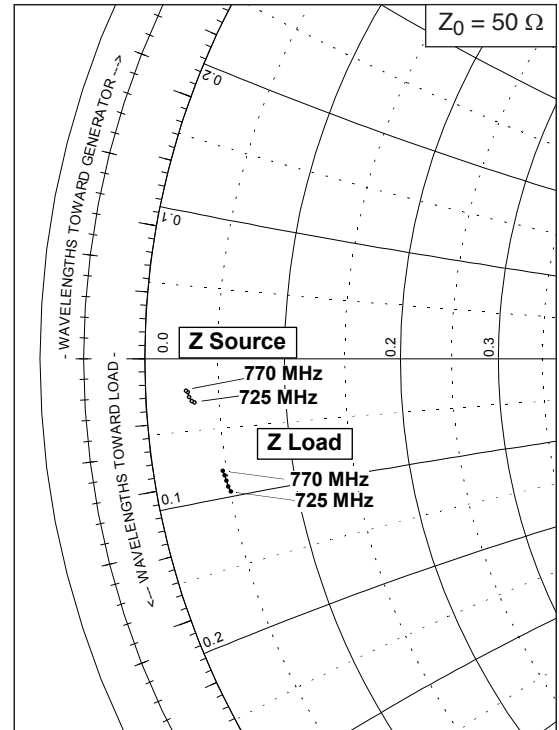 Z0 = 50 Ω
0.2
- WAVELENGTHS TOWARD GENERATOR --->
0.1
0.0
0.2
0.3
Z Source
770 MHz
725 MHz
Z Load
770 MHz
725 MHz
<--- WAVELENGTHS TOWARD LOAD -
0.1
0.2